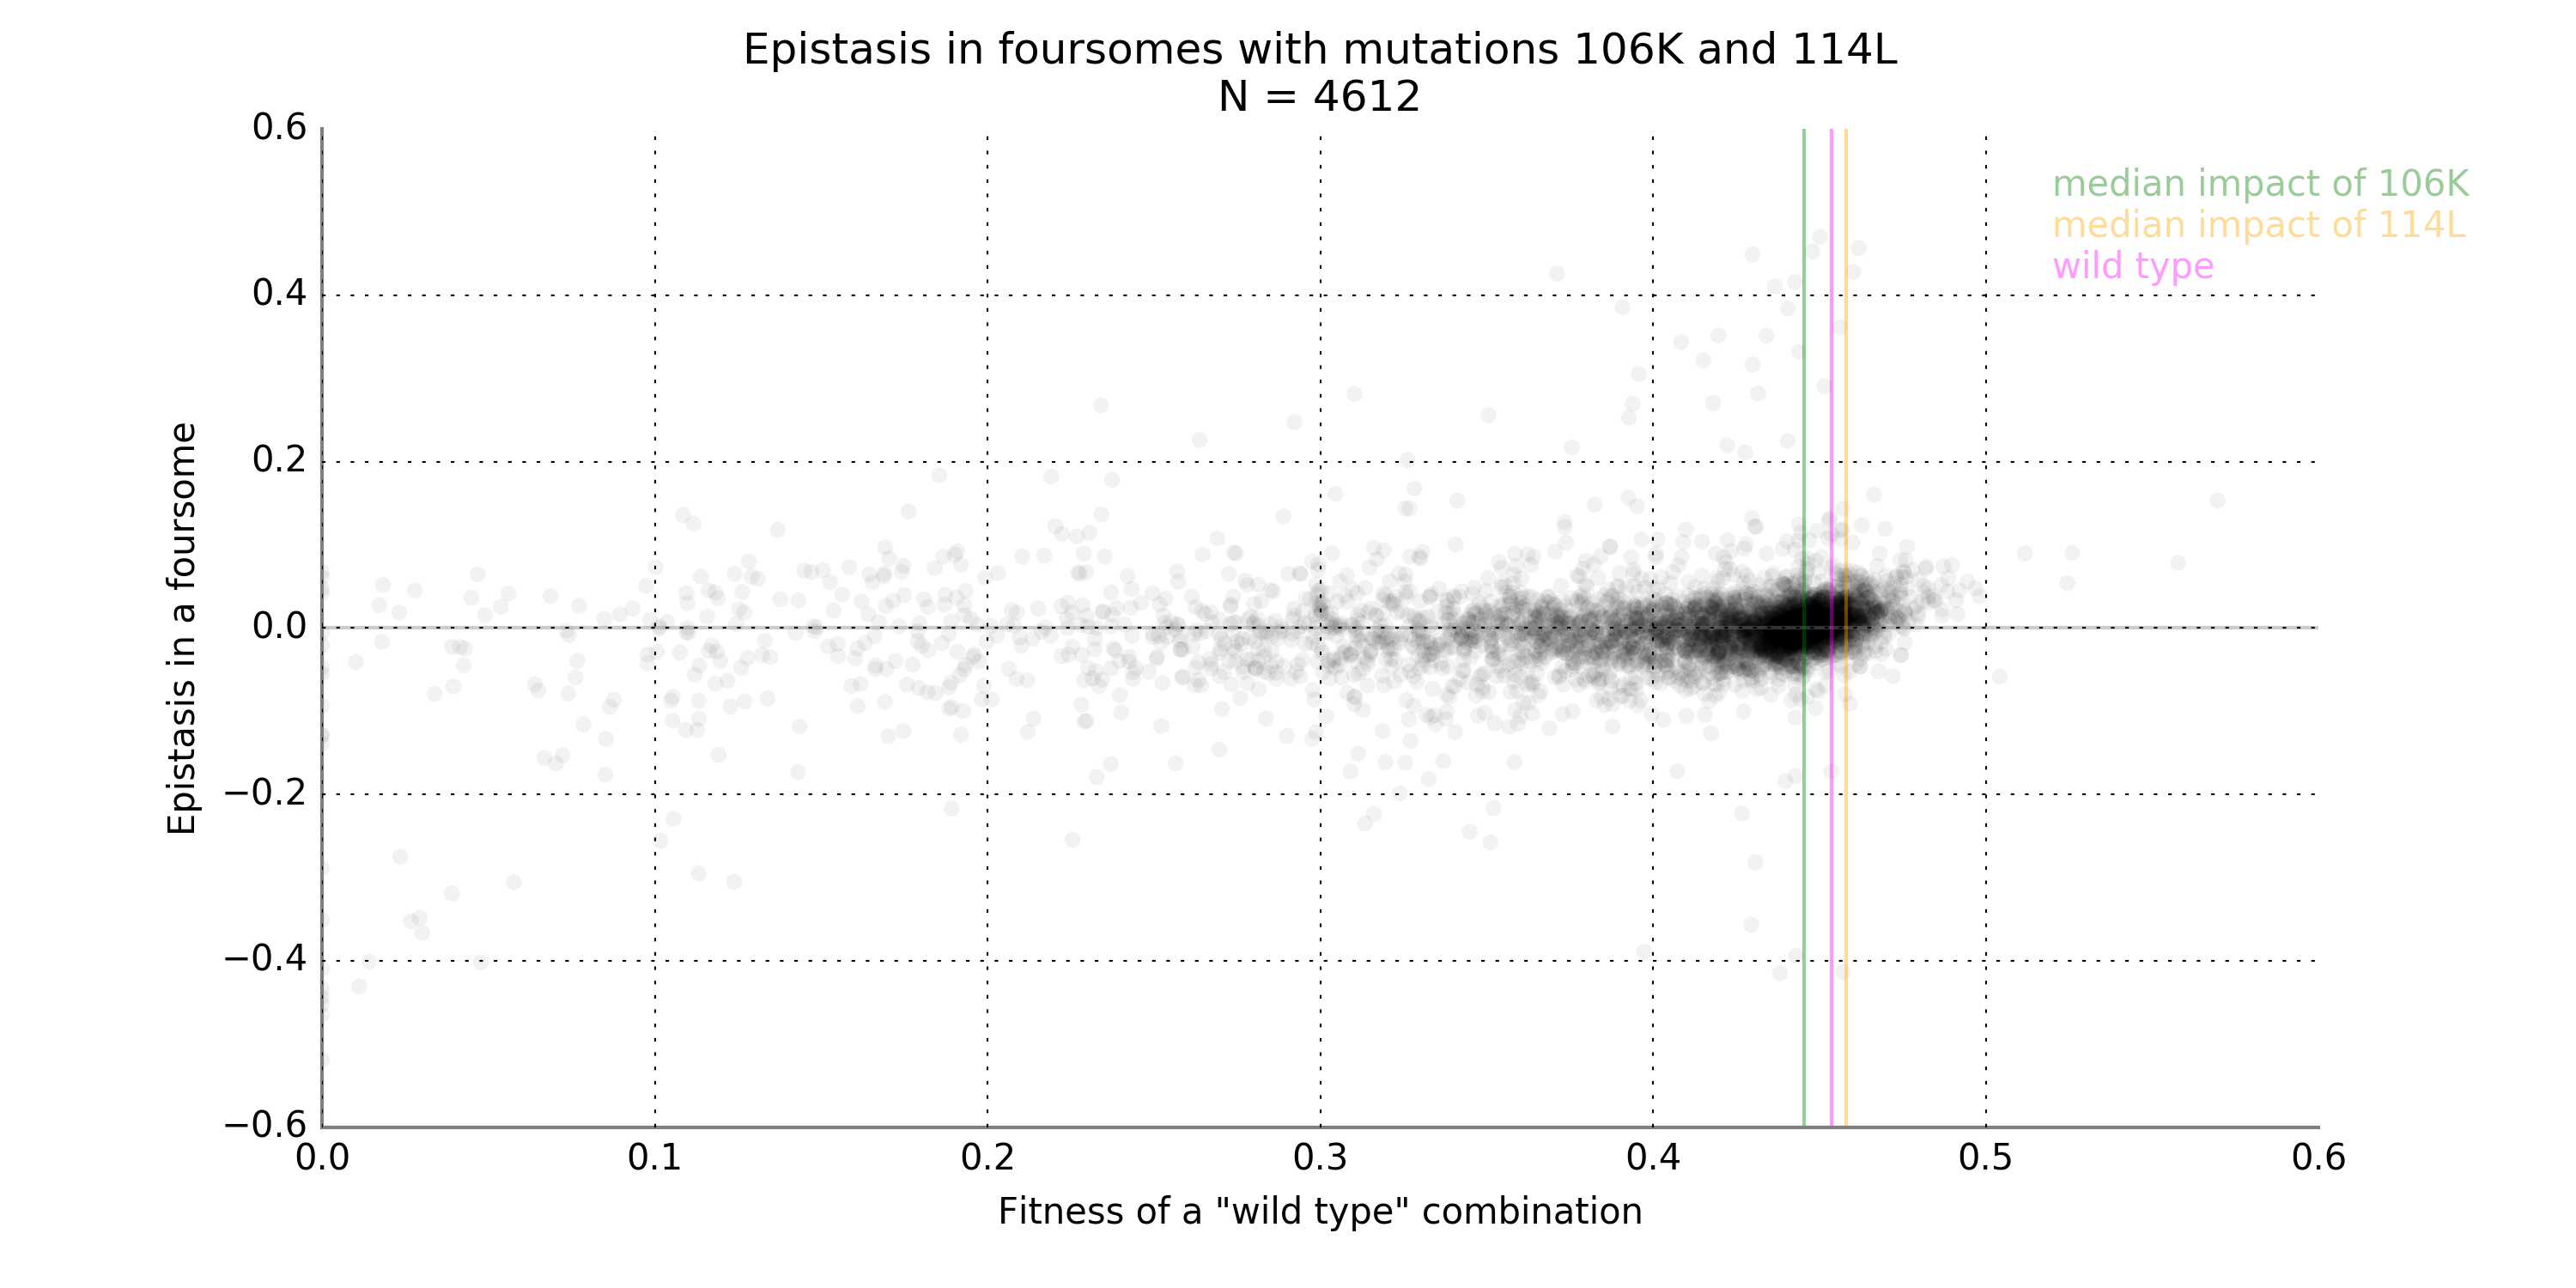 Epistasis in foursomes with mutations 106K and 114L
N = 4612
0.6
0.4
0.2
0.0
−0.2
−0.4
−0.6
Epistasis in a foursome
median impact of 106K
median impact of 114L
wild type
0.0 0.1 0.2 0.3 0.4 0.5 0.6
Fitness of a "wild type" combination